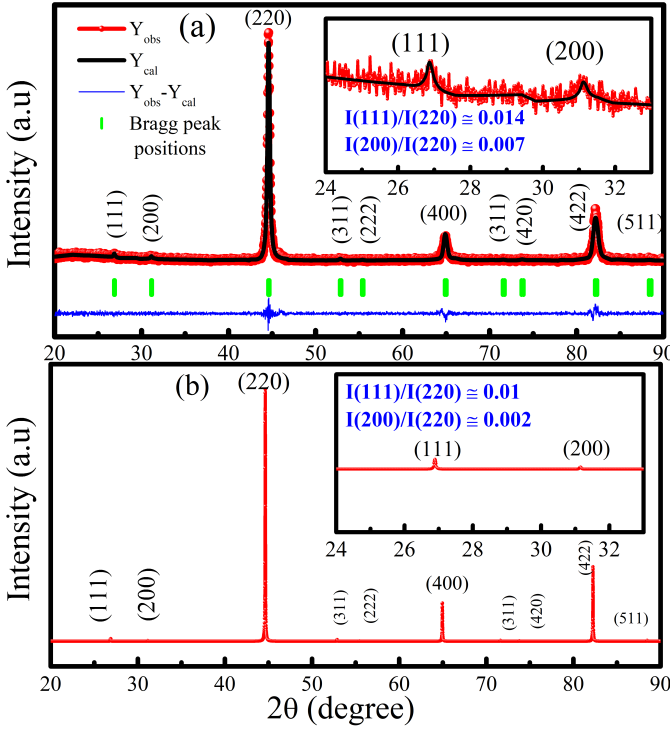 (a)
Y_obs
Y_cal
Y_obs-Y_cal
Bragg peak
positions
(220)
(111)
(200)
I(111)/I(220) ≅ 0.014
I(200)/I(220) ≅ 0.007
24 26 28 30 32
(111)
(200)
(311)
(222)
(400)
(311)
(420)
(422)
(511)
Intensity (a.u)
20 30 40 50 60 70 80 90
(b)
(220)
I(111)/I(220) ≅ 0.01
I(200)/I(220) ≅ 0.002
(111)
(200)
24 26 28 30 32
(111)
(200)
(311)
(222)
(400)
(311)
(420)
(422)
(511)
Intensity (a.u)
20 30 40 50 60 70 80 90
2θ (degree)